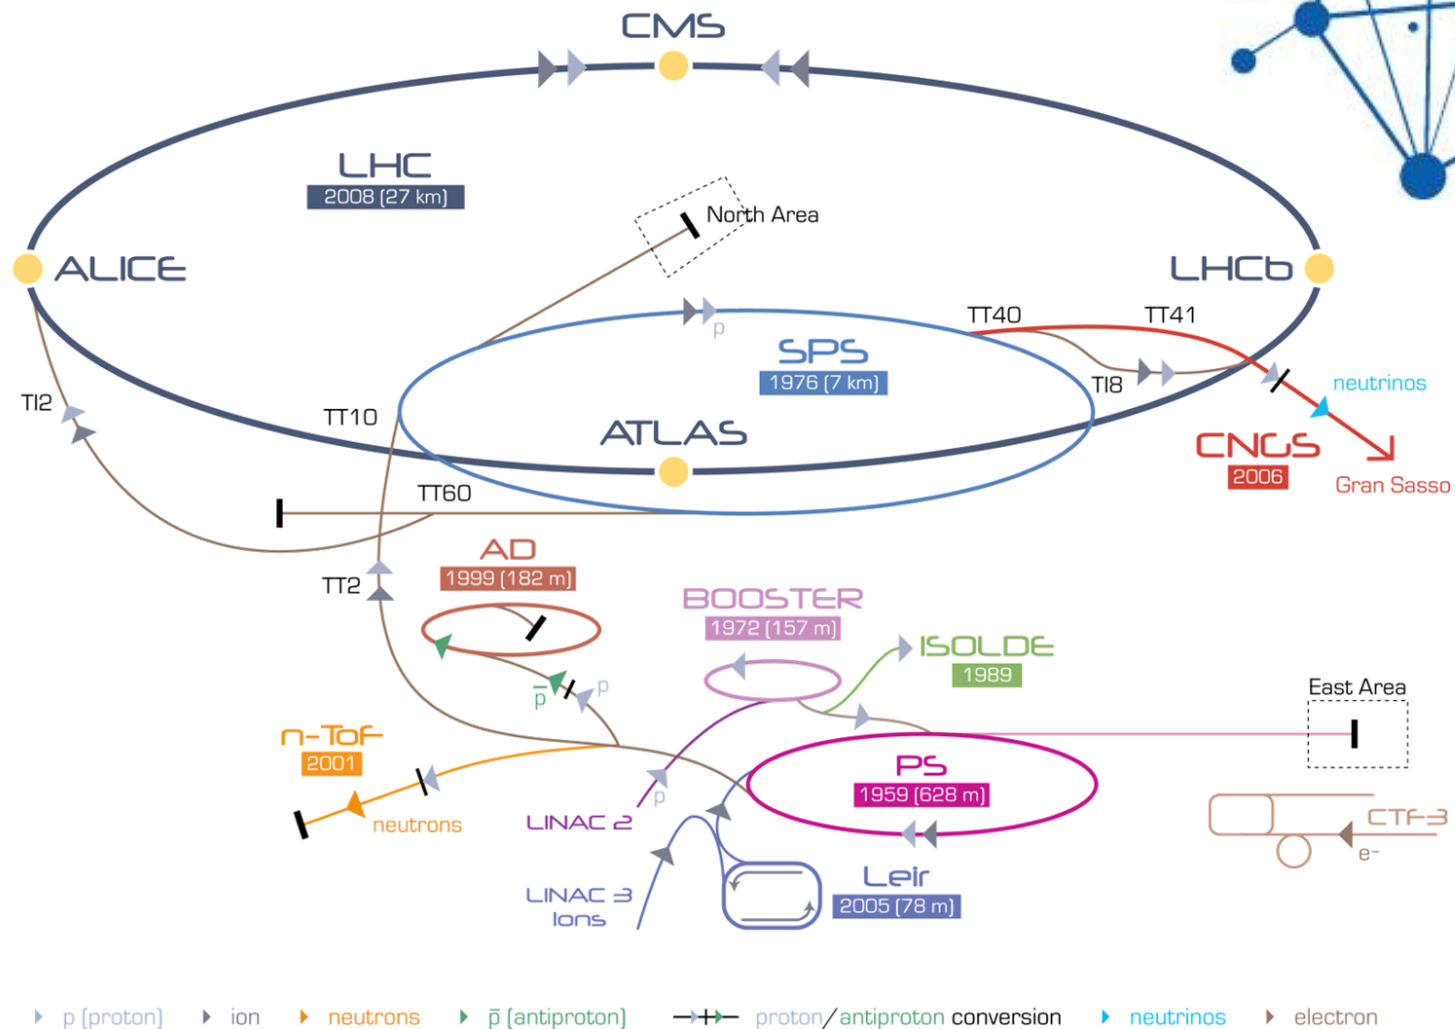 CMS
LHC
2008 (27 km)
North Area
ALICE
LHCb
TT40
TT41
p
SPS
1976 (7 km)
TI8
neutrinos
TI2
TT10
ATLAS
CNGS
2006
Gran Sasso
TT60
AD
1999 (182 m)
TT2
BOOSTER
1972 (157 m)
ISOLDE
1989
p̄
p
East Area
n-ToF
2001
PS
1959 (628 m)
p
neutrons
LINAC 2
CTF-3
e-
LINAC 3
Ions
Leir
2005 (78 m)
p (proton)
ion
neutrons
p̄ (antiproton)
proton/antiproton conversion
neutrinos
electron